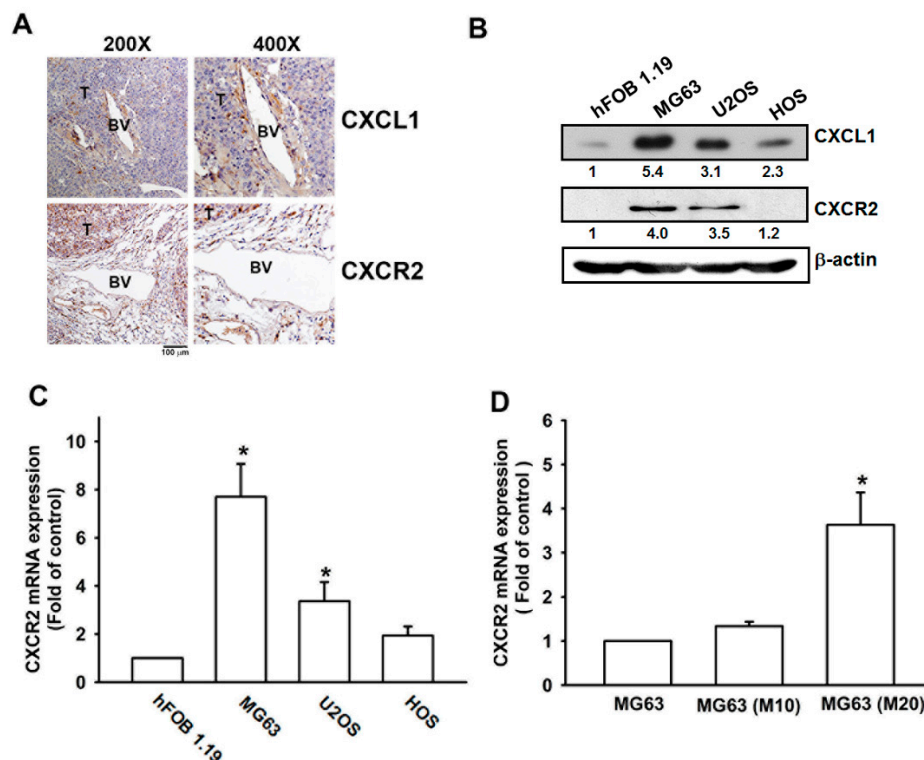 A
200X 400X
T
BV
T
BV
CXCL1
T
BV
T
BV
CXCR2
100 μm
B
hFOB 1.19 MG63 U2OS HOS
CXCL1
1 5.4 3.1 2.3
CXCR2
1 4.0 3.5 1.2
β-actin
C
CXCR2 mRNA expression
(Fold of control)
10
8
6
4
2
0
*
*
hFOB 1.19 MG63 U2OS HOS
D
CXCR2 mRNA expression
( Fold of control )
6
5
4
3
2
1
0
*
MG63 MG63 (M10) MG63 (M20)